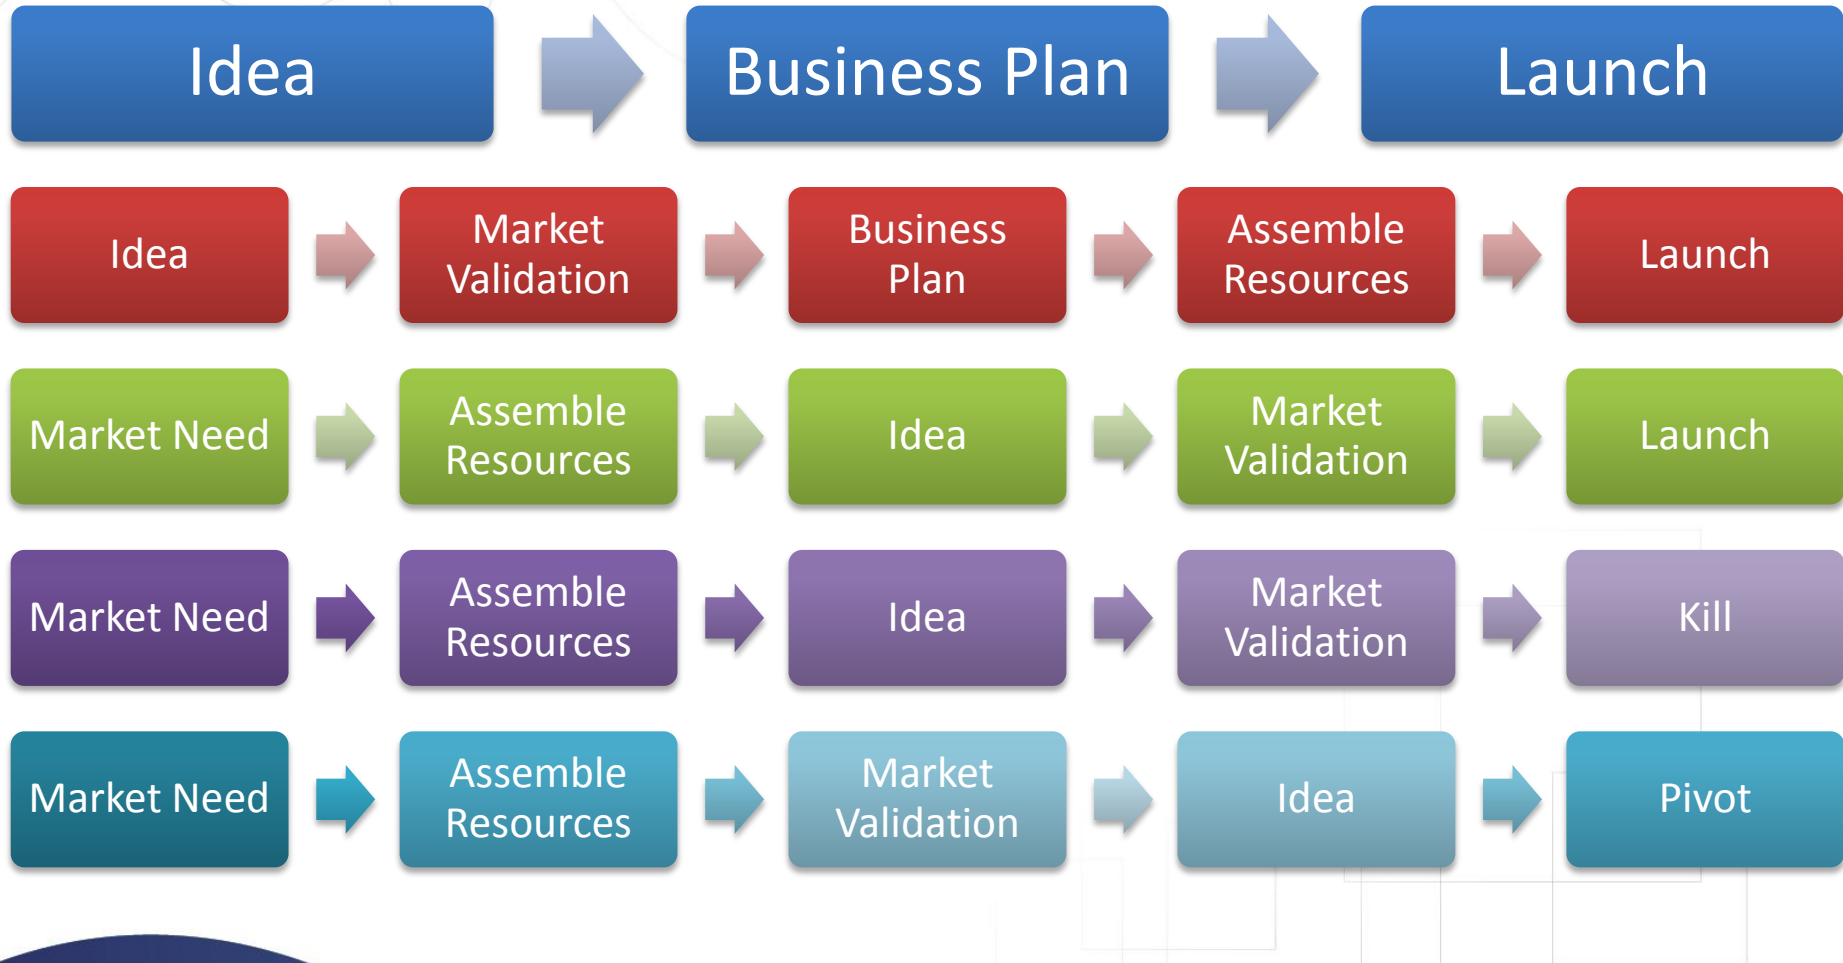 Idea
Business Plan
Launch
Idea
Market
Validation
Business
Plan
Assemble
Resources
Launch
Market Need
Assemble
Resources
Idea
Market
Validation
Launch
Market Need
Assemble
Resources
Idea
Market
Validation
Kill
Market Need
Assemble
Resources
Market
Validation
Idea
Pivot